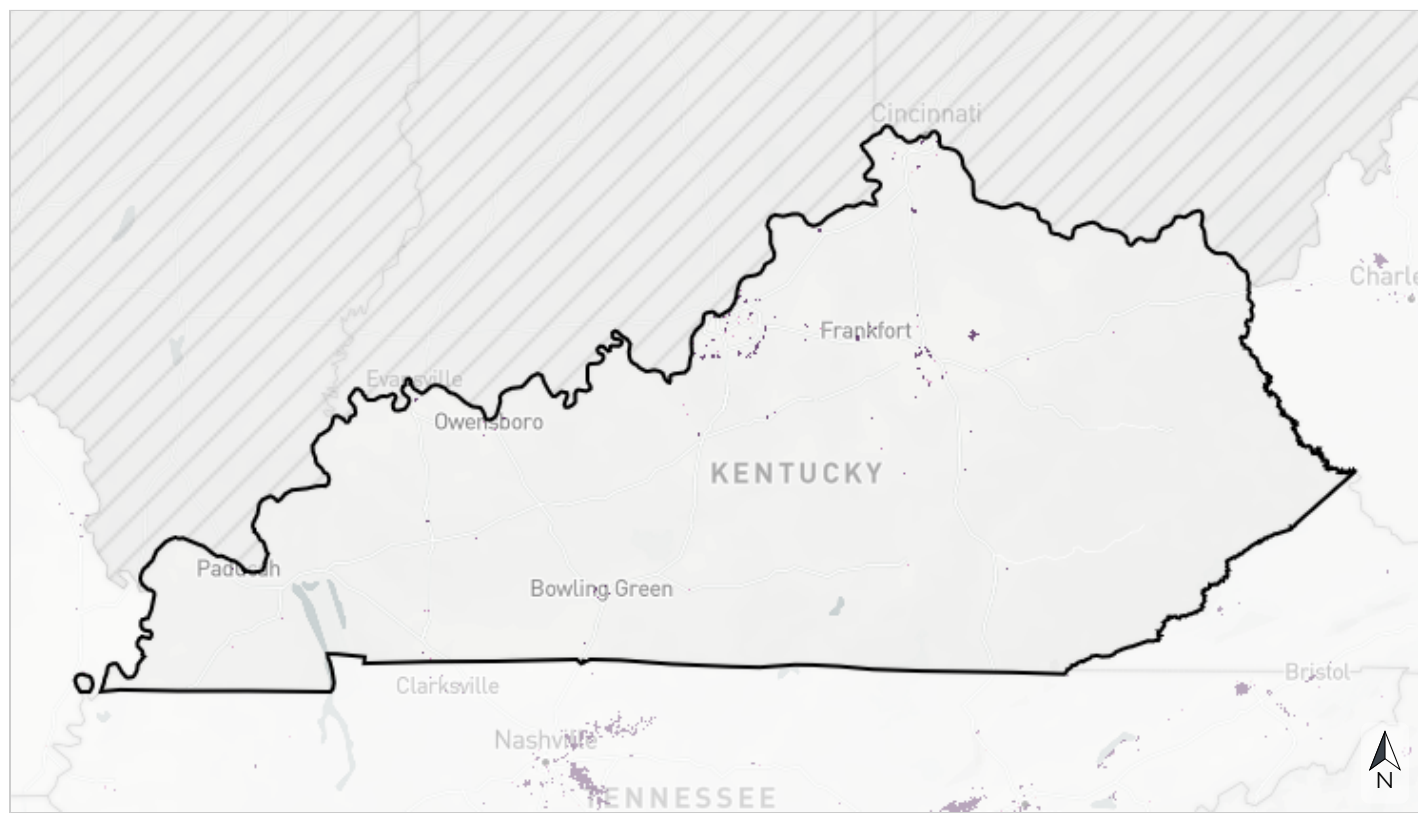 Cincinnati
Charle
Frankfort
Evansville
Owensboro
KENTUCKY
Paducah
Bowling Green
Bristol
Clarksville
Nashville
ENNESSEE
N